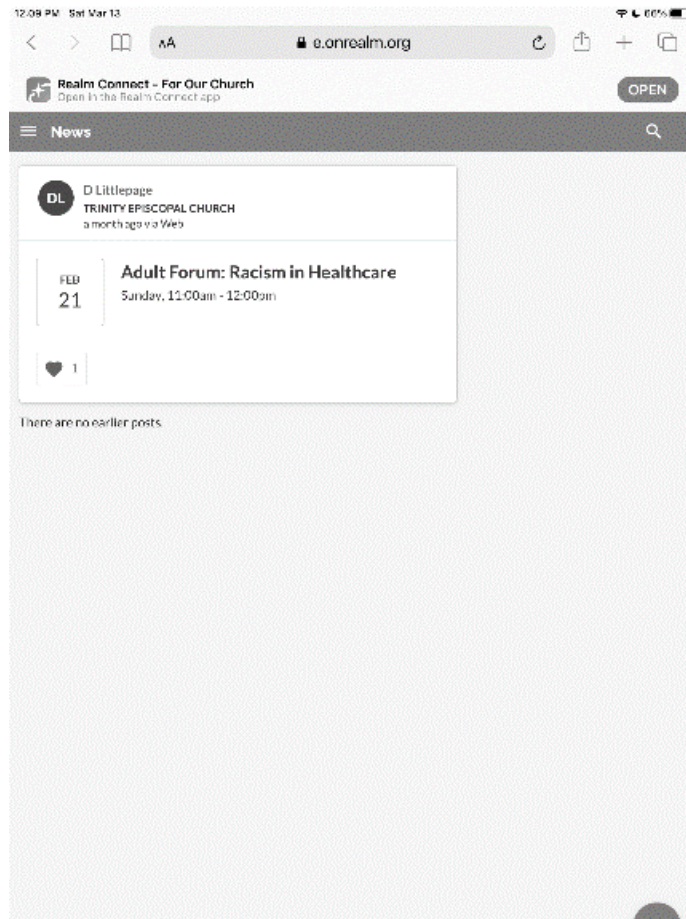 12:09 PM Sat Mar 13
66%
AA
e.onrealm.org
Realm Connect - For Our Church
Open in the Realm Connect app
OPEN
News
DL
D Littlepage
TRINITY EPISCOPAL CHURCH
a month ago via Web
FEB
21
Adult Forum: Racism in Healthcare
Sunday, 11:00am - 12:00pm
1
There are no earlier posts.